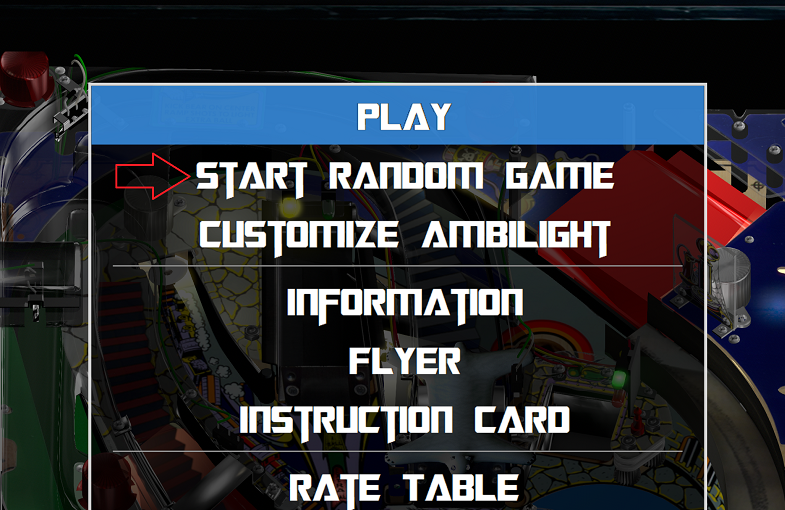 PLAY
START RANDOM GAME
CUSTOMIZE AMBILIGHT
INFORMATION
FLYER
INSTRUCTION CARD
RATE TABLE